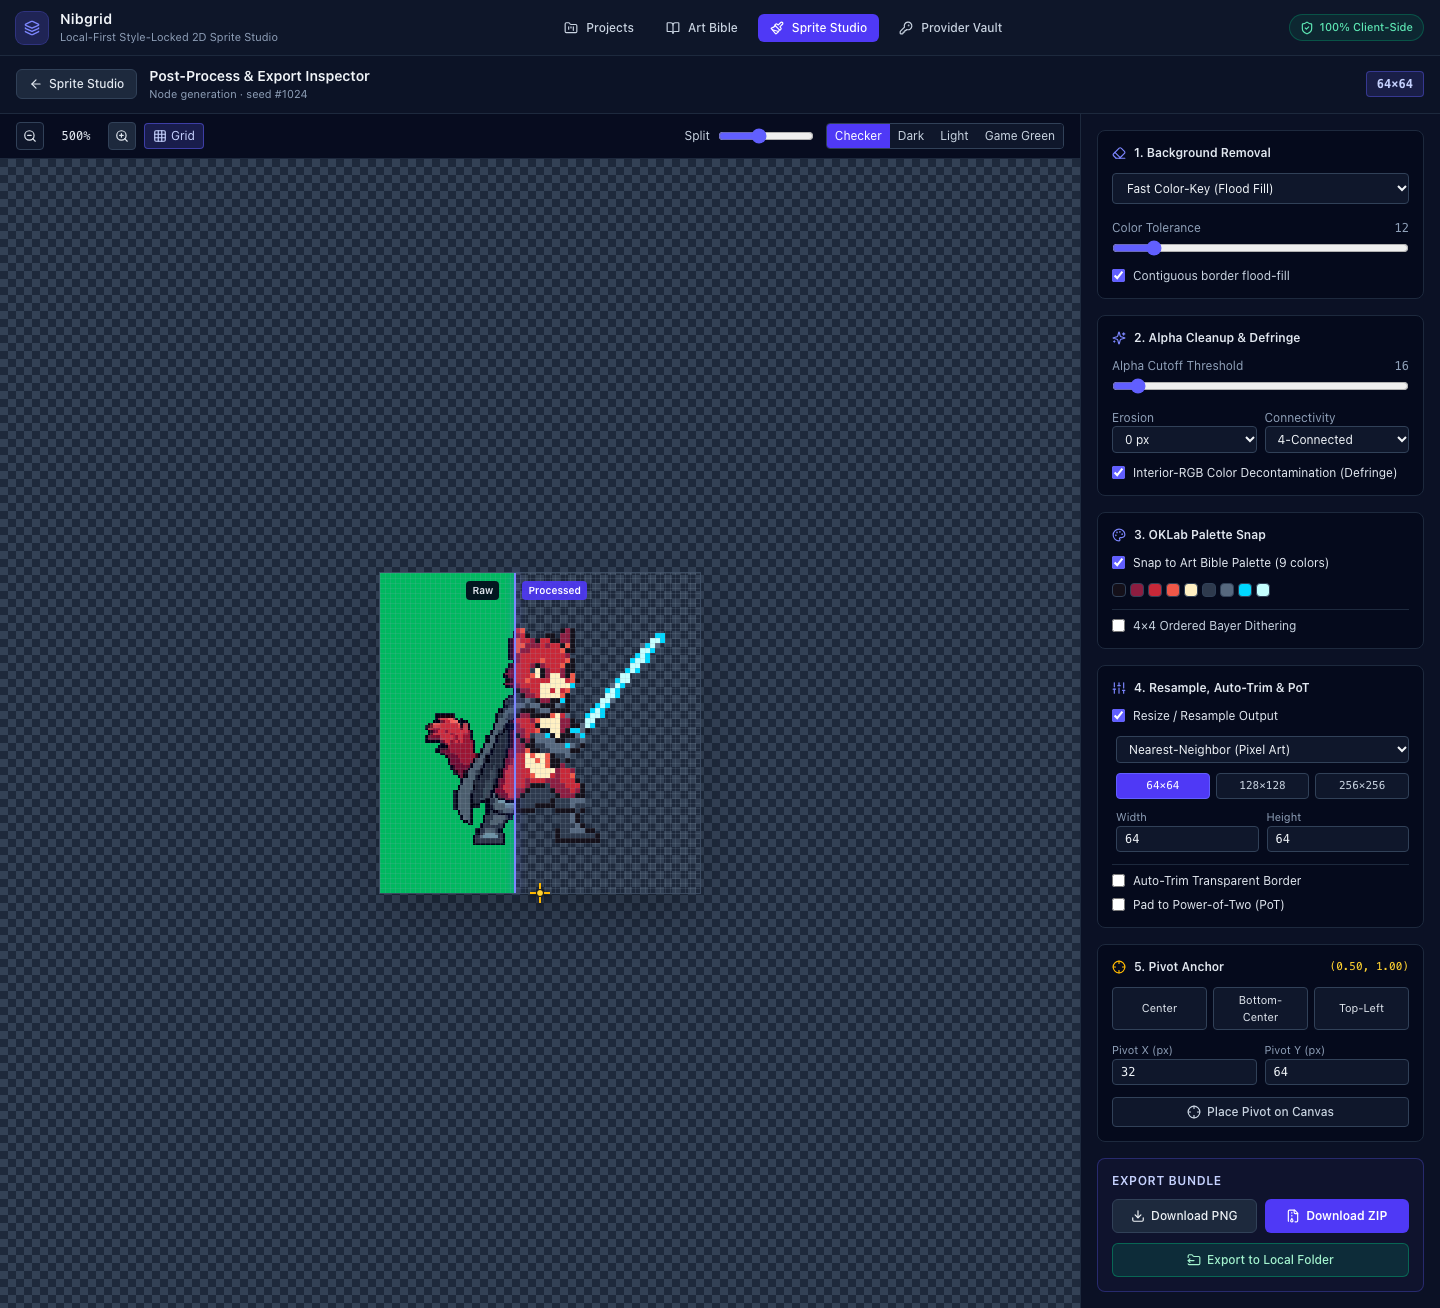 Nibgrid
Local-First Style-Locked 2D Sprite Studio
Projects
Art Bible
Sprite Studio
Provider Vault
100% Client-Side
Sprite Studio
Post-Process & Export Inspector
Node generation · seed #1024
64×64
500%
Grid
Split
Checker
Dark
Light
Game Green
Raw
Processed
1. Background Removal
Fast Color-Key (Flood Fill)
Color Tolerance
12
Contiguous border flood-fill
2. Alpha Cleanup & Defringe
Alpha Cutoff Threshold
16
Erosion
Connectivity
0 px
4-Connected
Interior-RGB Color Decontamination (Defringe)
3. OKLab Palette Snap
Snap to Art Bible Palette (9 colors)
4×4 Ordered Bayer Dithering
4. Resample, Auto-Trim & PoT
Resize / Resample Output
Nearest-Neighbor (Pixel Art)
64×64
128×128
256×256
Width
Height
64
64
Auto-Trim Transparent Border
Pad to Power-of-Two (PoT)
5. Pivot Anchor
(0.50, 1.00)
Center
Bottom-
Center
Top-Left
Pivot X (px)
Pivot Y (px)
32
64
Place Pivot on Canvas
EXPORT BUNDLE
Download PNG
Download ZIP
Export to Local Folder